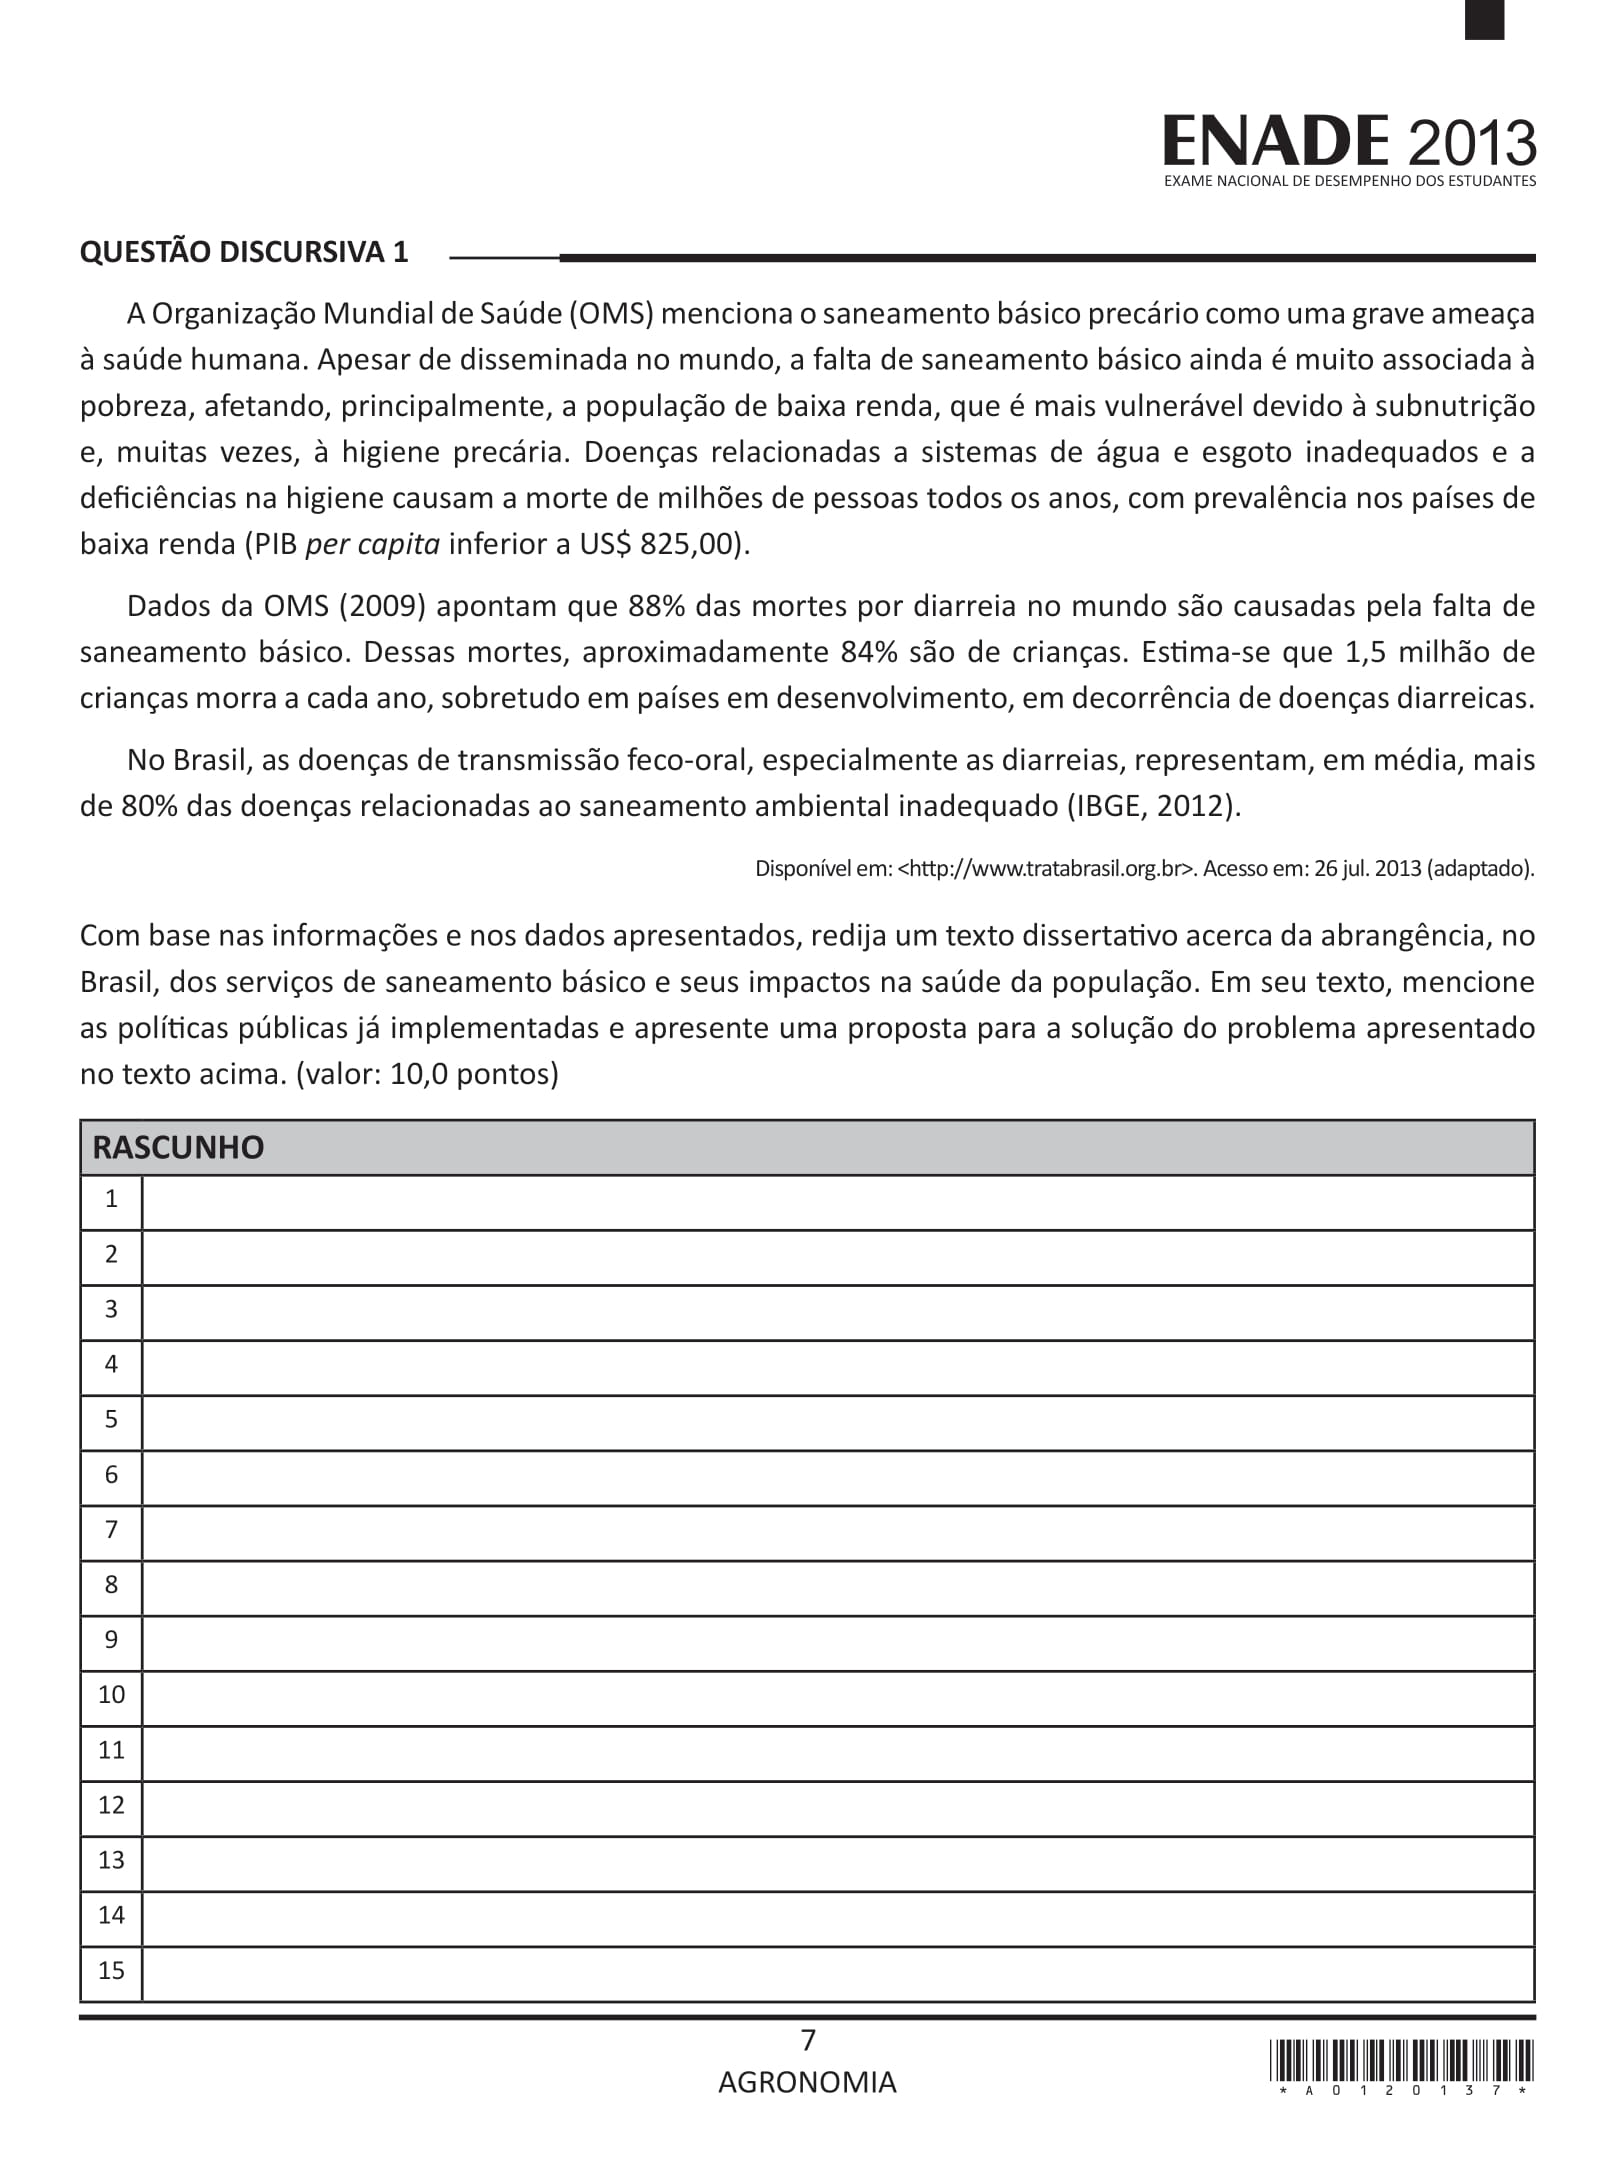 ENADE 2013
EXAME NACIONAL DE DESEMPENHO DOS ESTUDANTES
QUESTÃO DISCURSIVA 1
A Organização Mundial de Saúde (OMS) menciona o saneamento básico precário como uma grave ameaça
à saúde humana. Apesar de disseminada no mundo, a falta de saneamento básico ainda é muito associada à
pobreza, afetando, principalmente, a população de baixa renda, que é mais vulnerável devido à subnutrição
e, muitas vezes, à higiene precária. Doenças relacionadas a sistemas de água e esgoto inadequados e a
deficiências na higiene causam a morte de milhões de pessoas todos os anos, com prevalência nos países de
baixa renda (PIB per capita inferior a US$ 825,00).
Dados da OMS (2009) apontam que 88% das mortes por diarreia no mundo são causadas pela falta de
saneamento básico. Dessas mortes, aproximadamente 84% são de crianças. Estima-se que 1,5 milhão de
crianças morra a cada ano, sobretudo em países em desenvolvimento, em decorrência de doenças diarreicas.
No Brasil, as doenças de transmissão feco-oral, especialmente as diarreias, representam, em média, mais
de 80% das doenças relacionadas ao saneamento ambiental inadequado (IBGE, 2012).
Disponível em: <http://www.tratabrasil.org.br>. Acesso em: 26 jul. 2013 (adaptado).
Com base nas informações e nos dados apresentados, redija um texto dissertativo acerca da abrangência, no
Brasil, dos serviços de saneamento básico e seus impactos na saúde da população. Em seu texto, mencione
as políticas públicas já implementadas e apresente uma proposta para a solução do problema apresentado
no texto acima. (valor: 10,0 pontos)
RASCUNHO
1
2
3
4
5
6
7
8
9
10
11
12
13
14
15
7
AGRONOMIA
*A0120137*